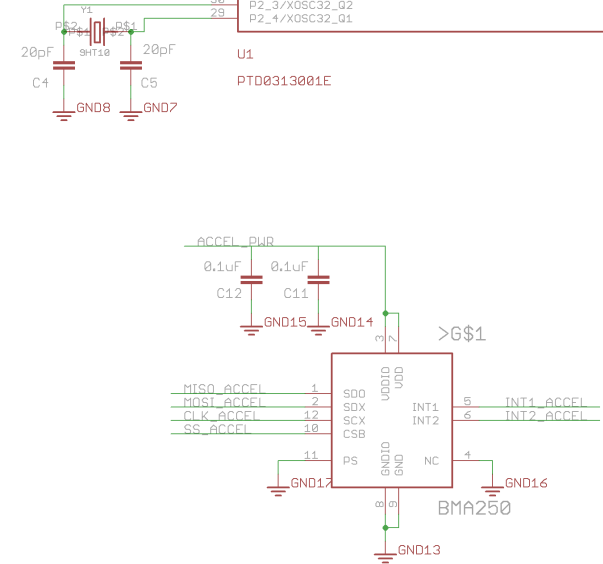 30 P2_3/XOSC32_Q2
29 P2_4/XOSC32_Q1
Y1
P$2 P$1 P$2 P$1
20pF 9HT10 20pF
U1
C4 C5
PTD0313001E
GND8 GND7
ACCEL_PWR
0.1uF 0.1uF
C12 C11
GND15 GND14
>G$1
3 7
VDDIO VDD
MISO_ACCEL 1 SDO
MOSI_ACCEL 2 SDX INT1 5 INT1_ACCEL
CLK_ACCEL 12 SCX INT2 6 INT2_ACCEL
SS_ACCEL 10 CSB
11 PS GNDIO GND NC 4
GND17 GND16
8 9
BMA250
GND13